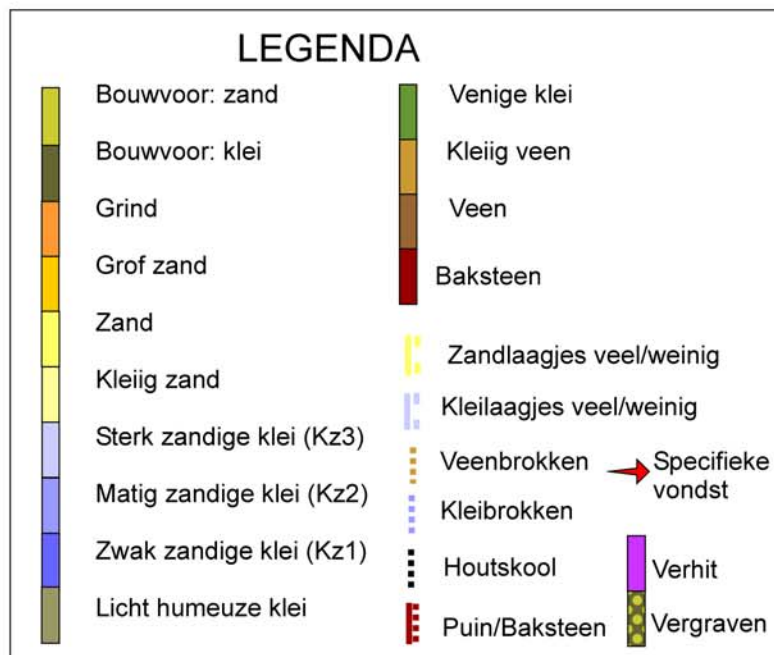 LEGENDA
Bouwvoor: zand
Bouwvoor: klei
Grind
Grof zand
Zand
Kleiig zand
Sterk zandige klei (Kz3)
Matig zandige klei (Kz2)
Zwak zandige klei (Kz1)
Licht humeuze klei
Venige klei
Kleiig veen
Veen
Baksteen
Zandlaagjes veel/weinig
Kleilaagjes veel/weinig
Veenbrokken
Kleibrokken
Houtskool
Puin/Baksteen
Specifieke
vondst
Verhit
Vergraven